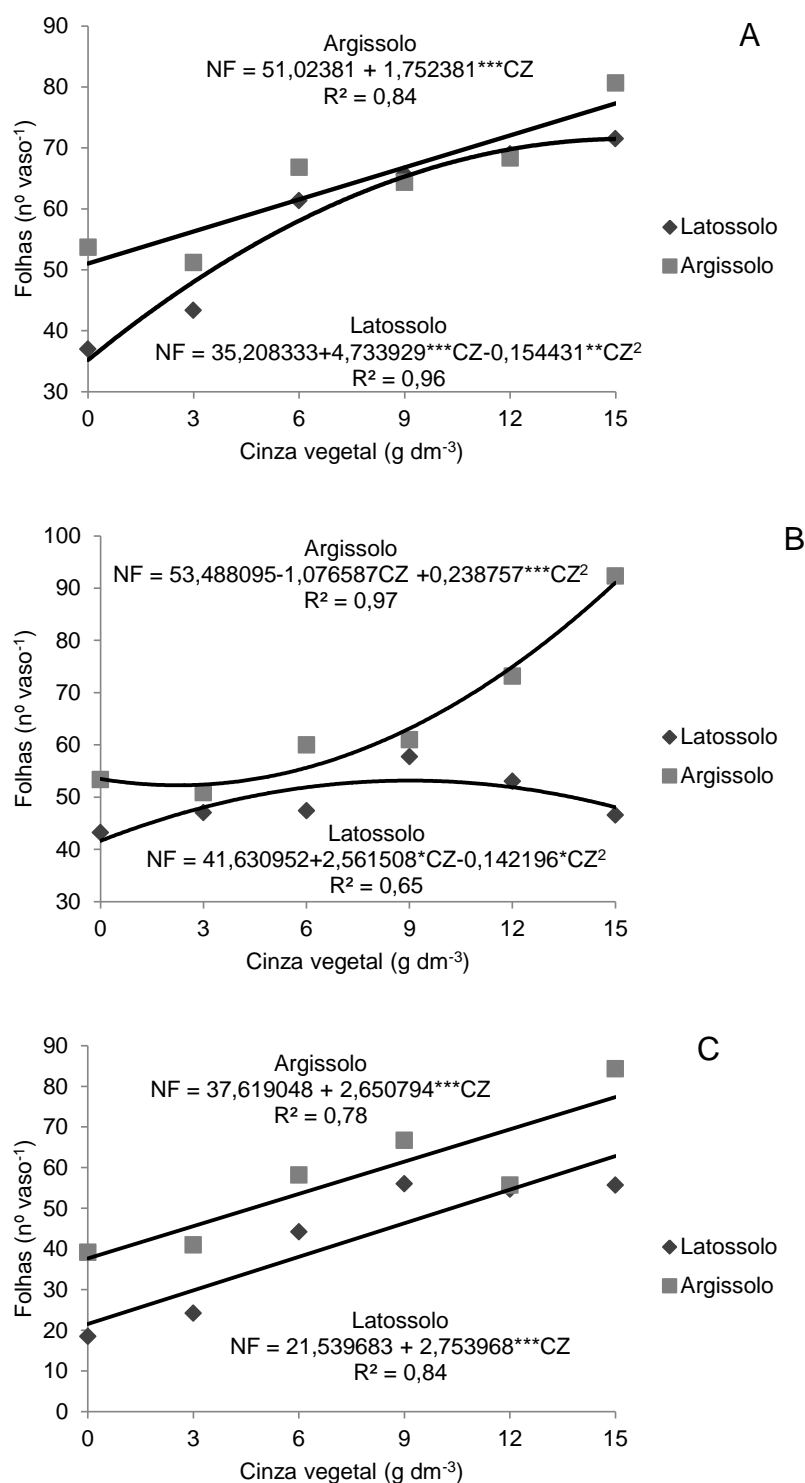 A
90
80
70
60
50
40
30
Folhas (nº vaso⁻¹)
Argissolo
NF = 51,02381 + 1,752381***CZ
R² = 0,84
Latossolo
NF = 35,208333+4,733929***CZ-0,154431**CZ²
R² = 0,96
0 3 6 9 12 15
Cinza vegetal (g dm⁻³)
Latossolo
Argissolo
B
100
90
80
70
60
50
40
30
Folhas (nº vaso⁻¹)
Argissolo
NF = 53,488095-1,076587CZ +0,238757***CZ²
R² = 0,97
Latossolo
NF = 41,630952+2,561508*CZ-0,142196*CZ²
R² = 0,65
0 3 6 9 12 15
Cinza vegetal (g dm⁻³)
Latossolo
Argissolo
C
90
80
70
60
50
40
30
20
10
0
Folhas (nº vaso⁻¹)
Argissolo
NF = 37,619048 + 2,650794***CZ
R² = 0,78
Latossolo
NF = 21,539683 + 2,753968***CZ
R² = 0,84
0 3 6 9 12 15
Cinza vegetal (g dm⁻³)
Latossolo
Argissolo